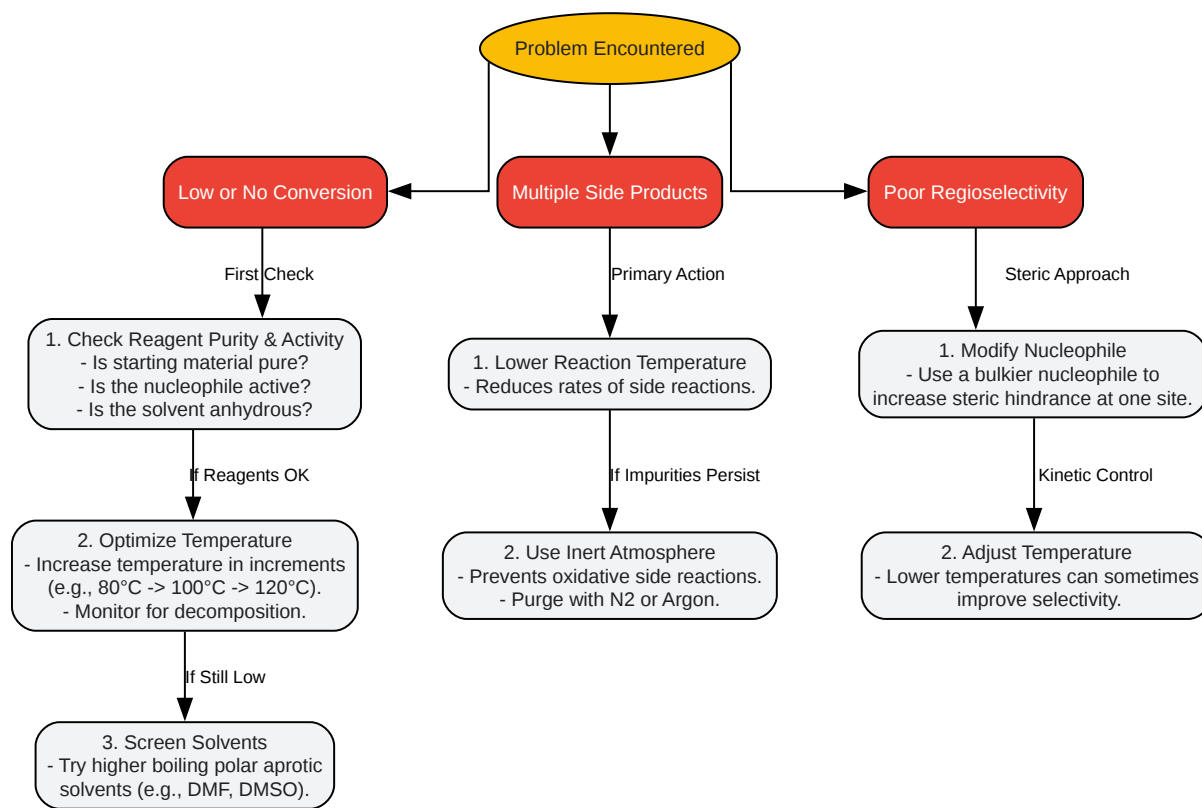 Problem Encountered
Low or No Conversion
Multiple Side Products
Poor Regioselectivity
First Check
Primary Action
Steric Approach
1. Check Reagent Purity & Activity
- Is starting material pure?
- Is the nucleophile active?
- Is the solvent anhydrous?
1. Lower Reaction Temperature
- Reduces rates of side reactions.
1. Modify Nucleophile
- Use a bulkier nucleophile to
increase steric hindrance at one site.
If Reagents OK
If Impurities Persist
Kinetic Control
2. Optimize Temperature
- Increase temperature in increments
(e.g., 80°C -> 100°C -> 120°C).
- Monitor for decomposition.
2. Use Inert Atmosphere
- Prevents oxidative side reactions.
- Purge with N2 or Argon.
2. Adjust Temperature
- Lower temperatures can sometimes
improve selectivity.
If Still Low
3. Screen Solvents
- Try higher boiling polar aprotic
solvents (e.g., DMF, DMSO).